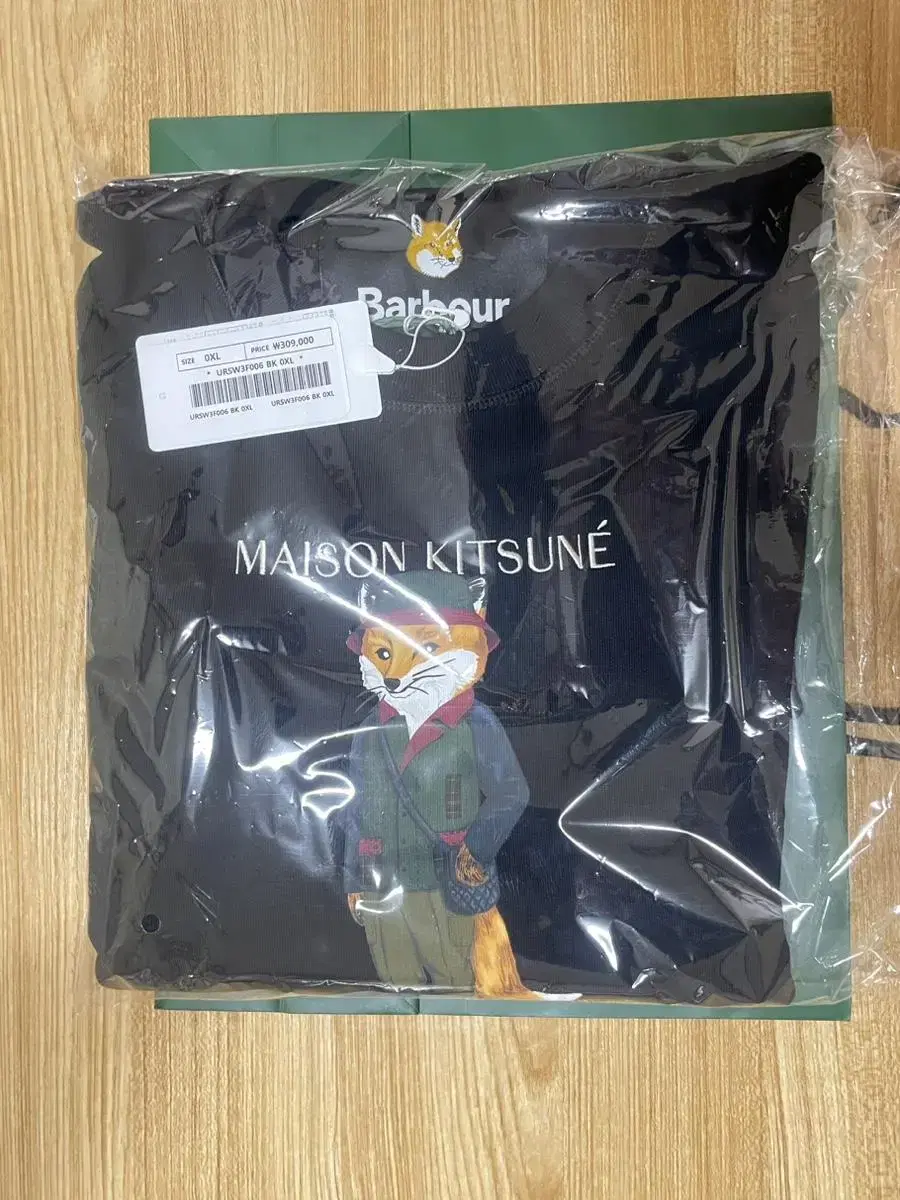 Barbour
SIZE 0XL PRICE ₩309,000
* URSW3F006 BK 0XL *
URSW3F006 BK 0XL URSW3F006 BK 0XL
MAISON KITSUNÉ